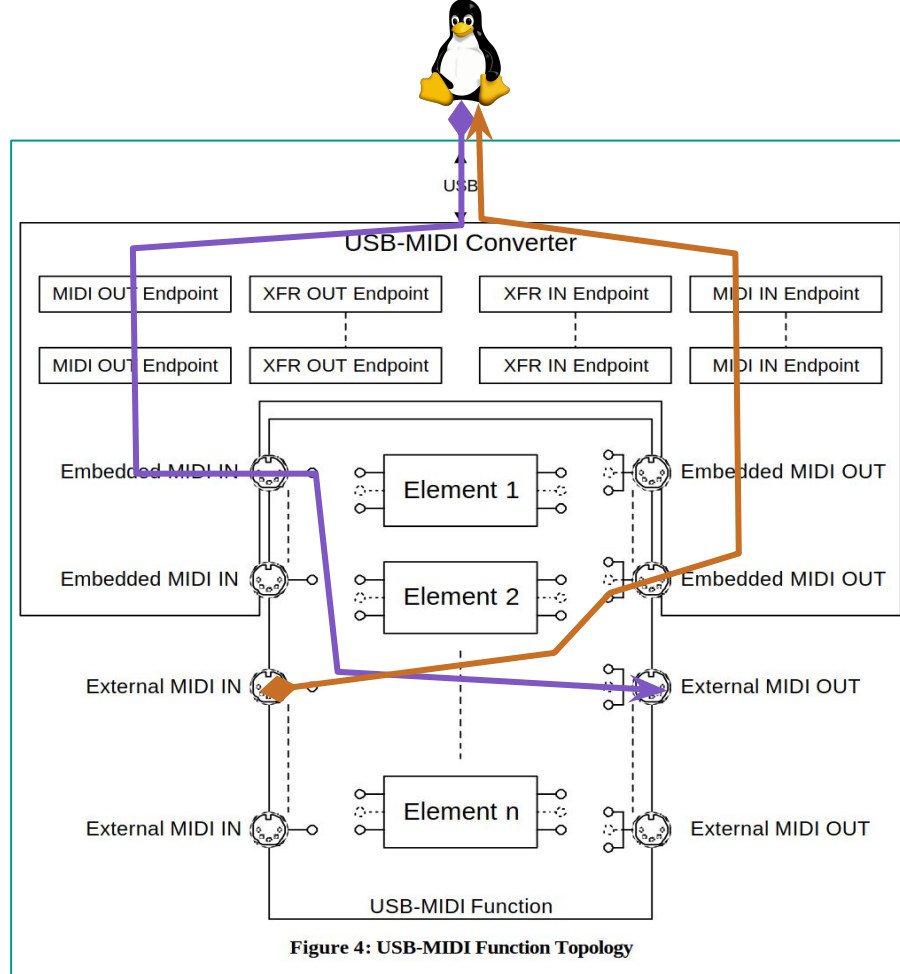 USB
USB-MIDI Converter
MIDI OUT Endpoint XFR OUT Endpoint XFR IN Endpoint MIDI IN Endpoint
MIDI OUT Endpoint XFR OUT Endpoint XFR IN Endpoint MIDI IN Endpoint
Embedded MIDI IN Element 1 Embedded MIDI OUT
Embedded MIDI IN Element 2 Embedded MIDI OUT
External MIDI IN External MIDI OUT
External MIDI IN Element n External MIDI OUT
USB-MIDI Function
Figure 4: USB-MIDI Function Topology